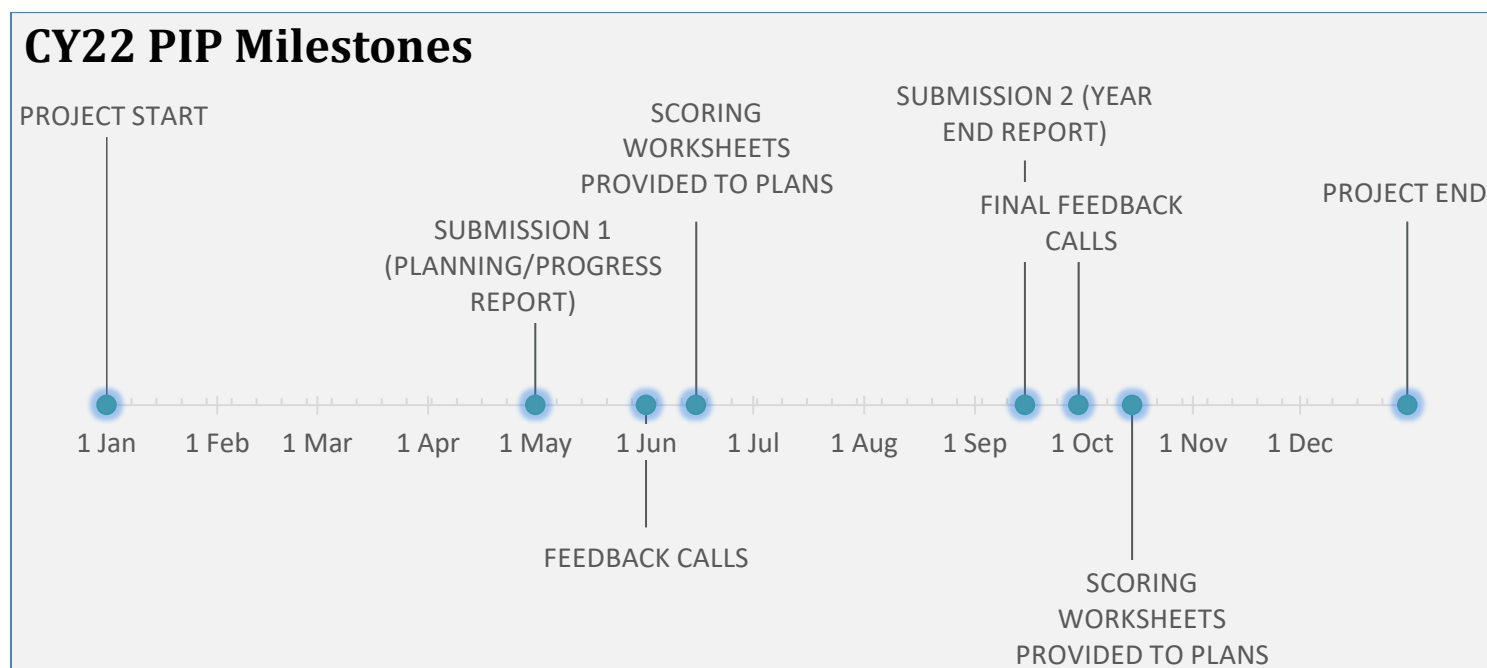 CY22 PIP Milestones
PROJECT START
SUBMISSION 1
(PLANNING/PROGRESS
REPORT)
SCORING
WORKSHEETS
PROVIDED TO PLANS
SUBMISSION 2 (YEAR
END REPORT)
FINAL FEEDBACK
CALLS
PROJECT END
1 Jan
1 Feb
1 Mar
1 Apr
1 May
1 Jun
1 Jul
1 Aug
1 Sep
1 Oct
1 Nov
1 Dec
FEEDBACK CALLS
SCORING
WORKSHEETS
PROVIDED TO PLANS